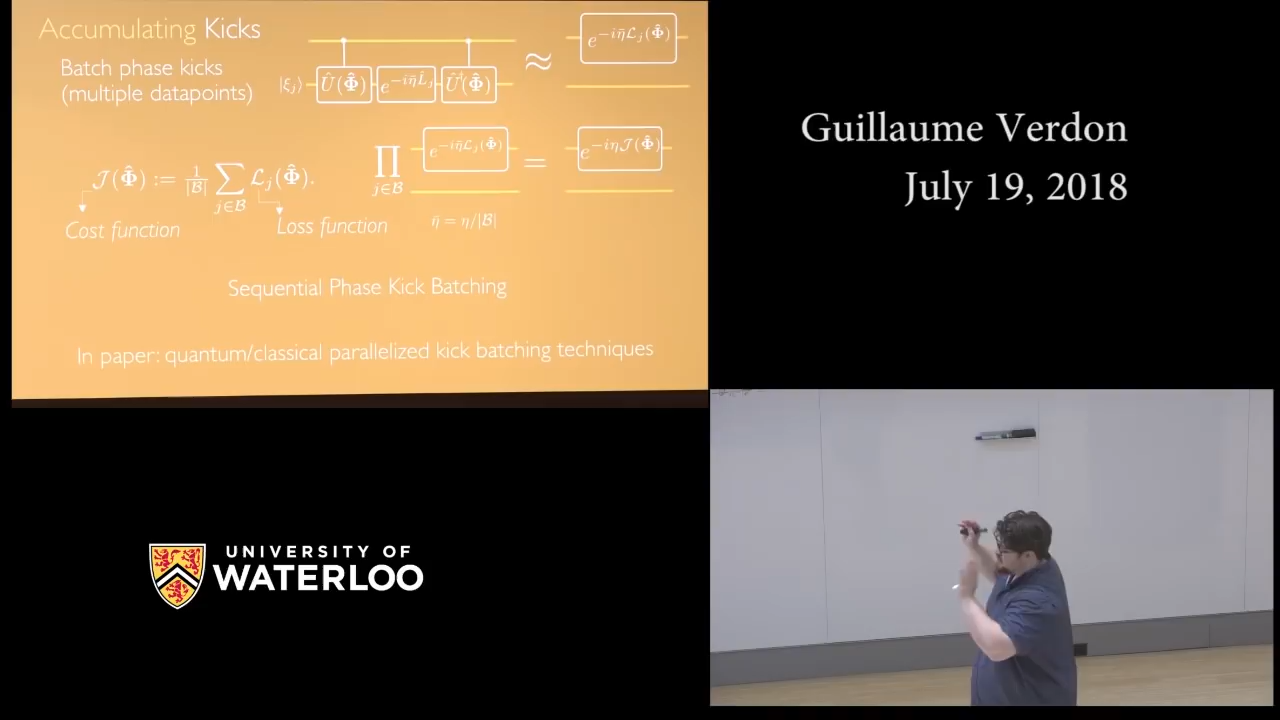 Accumulating Kicks
Batch phase kicks
(multiple datapoints)
|ξⱼ⟩ Û(Φ̂) e^{-iη̄L̂ⱼ} Û†(Φ̂) ≈ e^{-iη̄ℒⱼ(Φ̂)}
𝒥(Φ̂) := 1/|ℬ| ∑_{j∈ℬ} ℒⱼ(Φ̂).
∏_{j∈ℬ} e^{-iη̄ℒⱼ(Φ̂)} = e^{-iη𝒥(Φ̂)}
Cost function
Loss function
η̄ = η/|ℬ|
Sequential Phase Kick Batching
In paper: quantum/classical parallelized kick batching techniques
Guillaume Verdon
July 19, 2018
UNIVERSITY OF
WATERLOO